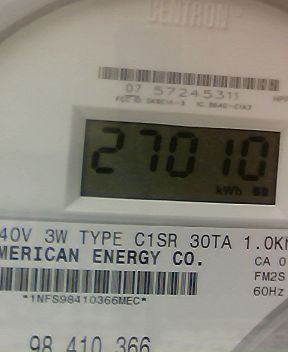 CENTRON®
07 57245311
27010
kWh
40V 3W TYPE C1SR 30TA 1.0Kh
MERICAN ENERGY CO.
CA 0
FM2S
60Hz
*1NFS98410366MEC*
98 410 366